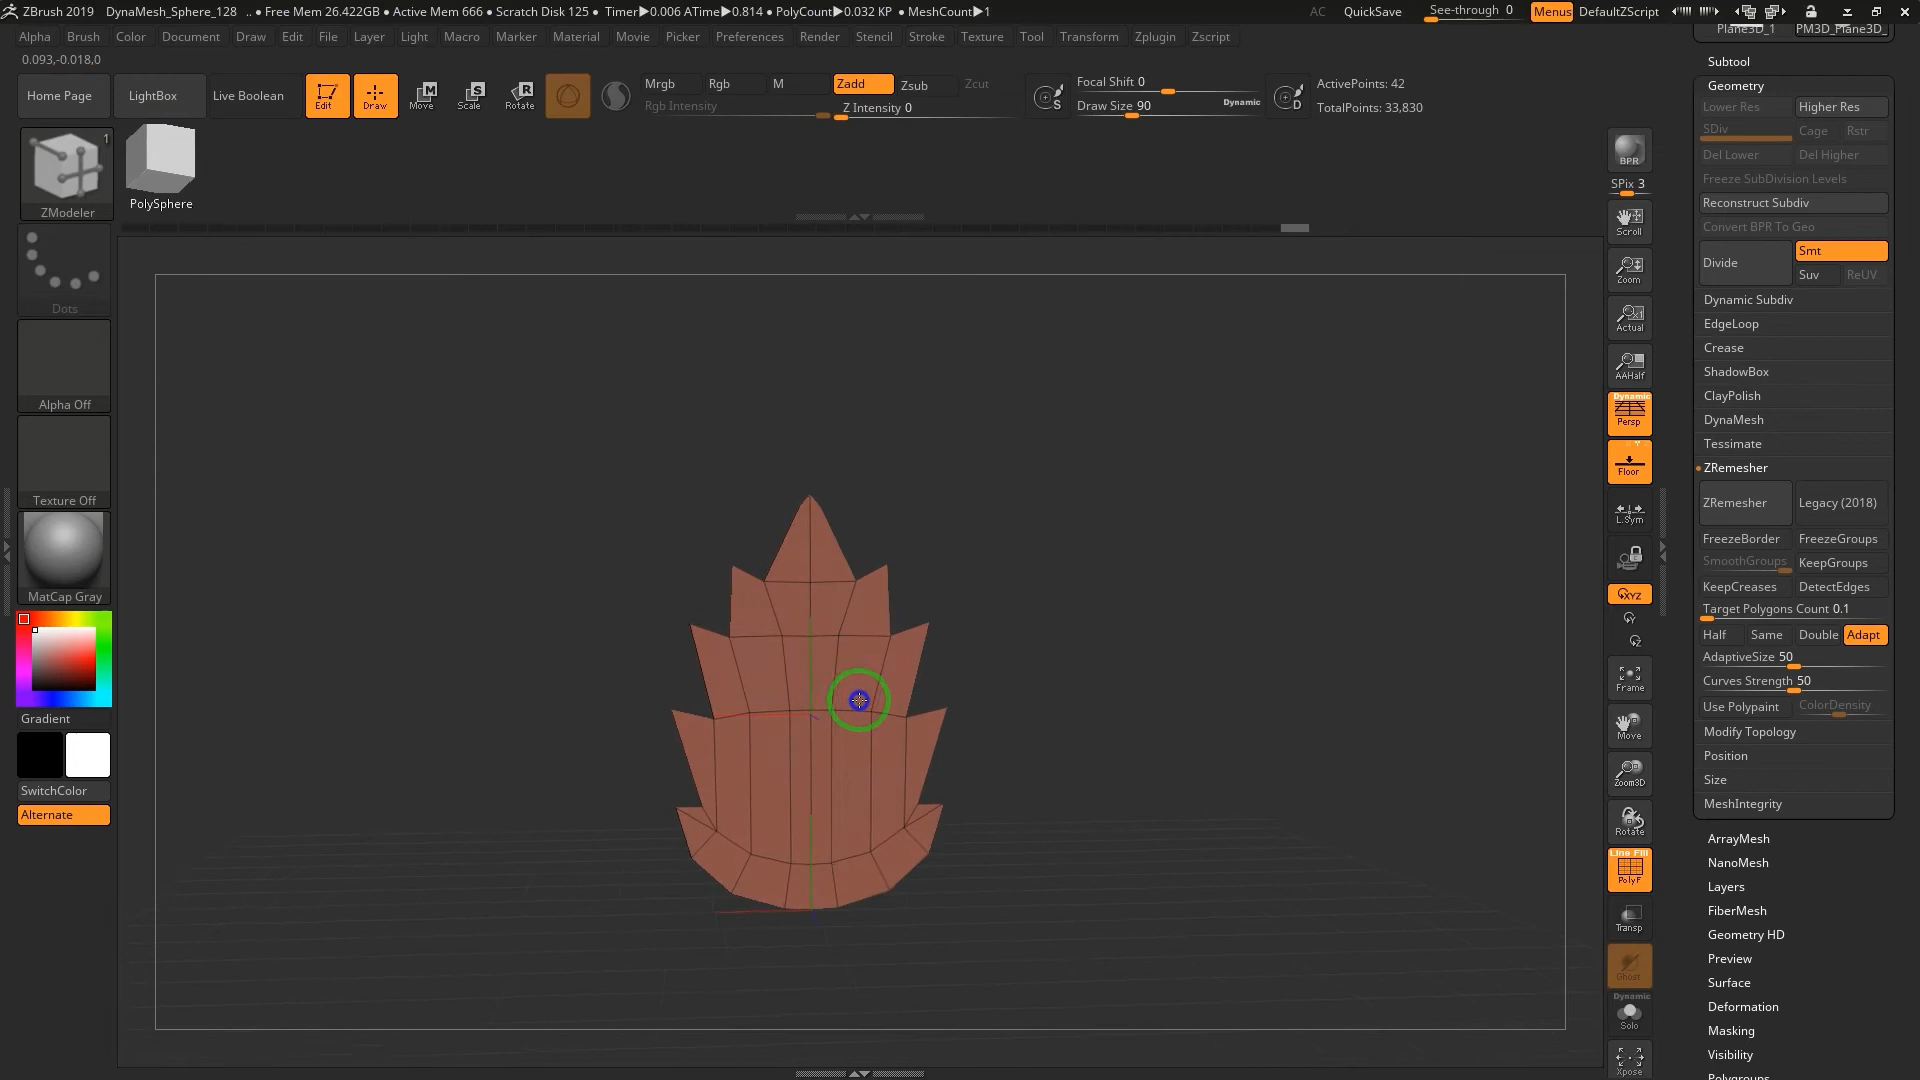 ZBrush 2019 DynaMesh_Sphere_128 .. • Free Mem 26.422GB • Active Mem 666 • Scratch Disk 125 • Timer▶0.006 ATime▶0.814 • PolyCount▶0.032 KP • MeshCount▶1 AC QuickSave See-through 0 Menus DefaultZScript
Alpha Brush Color Document Draw Edit File Layer Light Macro Marker Material Movie Picker Preferences Render Stencil Stroke Texture Tool Transform Zplugin Zscript
0.093,-0.018,0
Home Page LightBox Live Boolean Edit Draw Move Scale Rotate
Mrgb Rgb M Zadd Zsub Zcut
Rgb Intensity Z Intensity 0
S Focal Shift 0
Draw Size 90 Dynamic D
ActivePoints: 42
TotalPoints: 33,830
1
ZModeler
PolySphere
Dots
Alpha Off
Texture Off
MatCap Gray
Gradient
SwitchColor
Alternate
BPR
SPix 3
Scroll
Zoom
Actual
AAHalf
Dynamic
Persp
Floor
L.Sym
XYZ
Y
Z
Frame
Move
Zoom3D
Rotate
Line Fill
PolyF
Transp
Ghost
Dynamic
Solo
Xpose
Plane3D_1 PM3D_Plane3D_
Subtool
Geometry
Lower Res Higher Res
SDiv Cage Rstr
Del Lower Del Higher
Freeze SubDivision Levels
Reconstruct Subdiv
Convert BPR To Geo
Divide Smt
Suv ReUV
Dynamic Subdiv
EdgeLoop
Crease
ShadowBox
ClayPolish
DynaMesh
Tessimate
ZRemesher
ZRemesher Legacy (2018)
FreezeBorder FreezeGroups
SmoothGroups KeepGroups
KeepCreases DetectEdges
Target Polygons Count 0.1
Half Same Double Adapt
AdaptiveSize 50
Curves Strength 50
Use Polypaint ColorDensity
Modify Topology
Position
Size
MeshIntegrity
ArrayMesh
NanoMesh
Layers
FiberMesh
Geometry HD
Preview
Surface
Deformation
Masking
Visibility
Polygroups